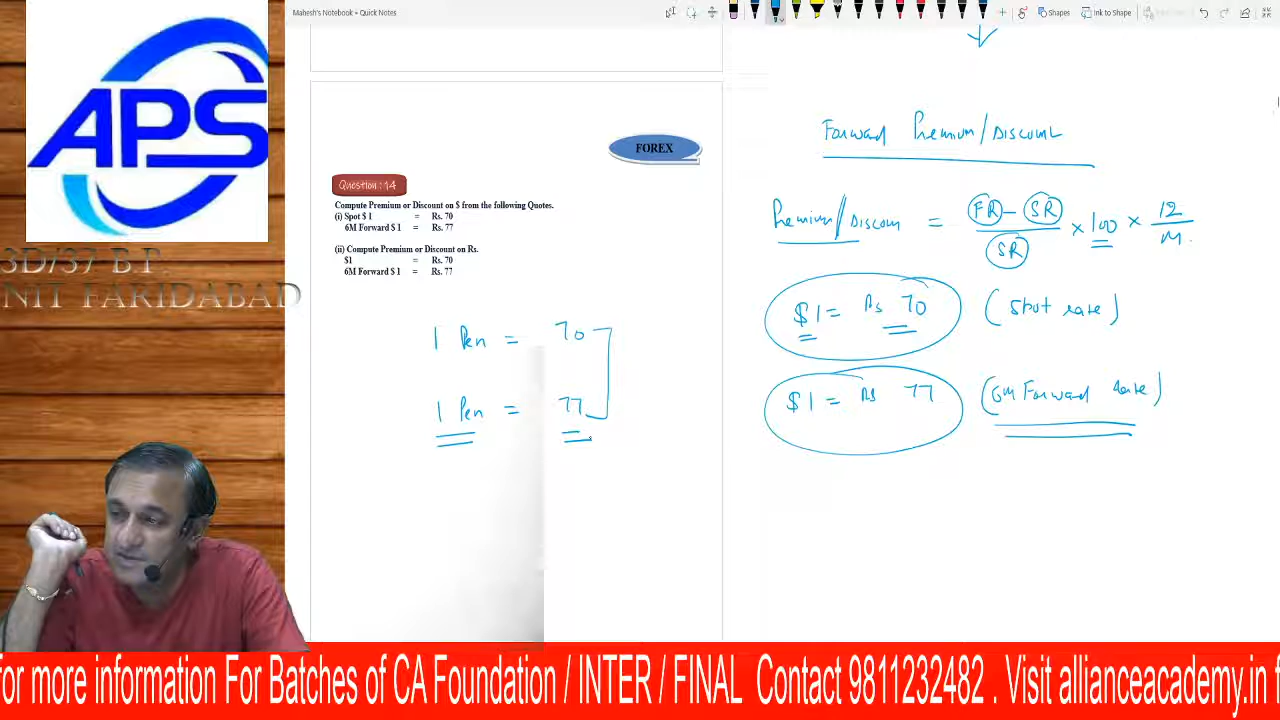 Mahesh's Notebook » Quick Notes
Shapes
Ink to Shape
APS
3D/37 B.P.
NIT FARIDABAD
FOREX
Question : 14
Compute Premium or Discount on $ from the following Quotes.
(i) Spot $ 1 = Rs. 70
6M Forward $ 1 = Rs. 77
(ii) Compute Premium or Discount on Rs.
$1 = Rs. 70
6M Forward $ 1 = Rs. 77
1 Pen = 70
1 Pen = 77
Forward Premium/Discount
Premium/Discoun = FR - SR / SR × 100 × 12 / M.
$1 = Rs 70 (Spot rate)
$1 = Rs 77 (6M Forward rate)
for more information For Batches of CA Foundation / INTER / FINAL Contact 9811232482 . Visit allianceacademy.in f